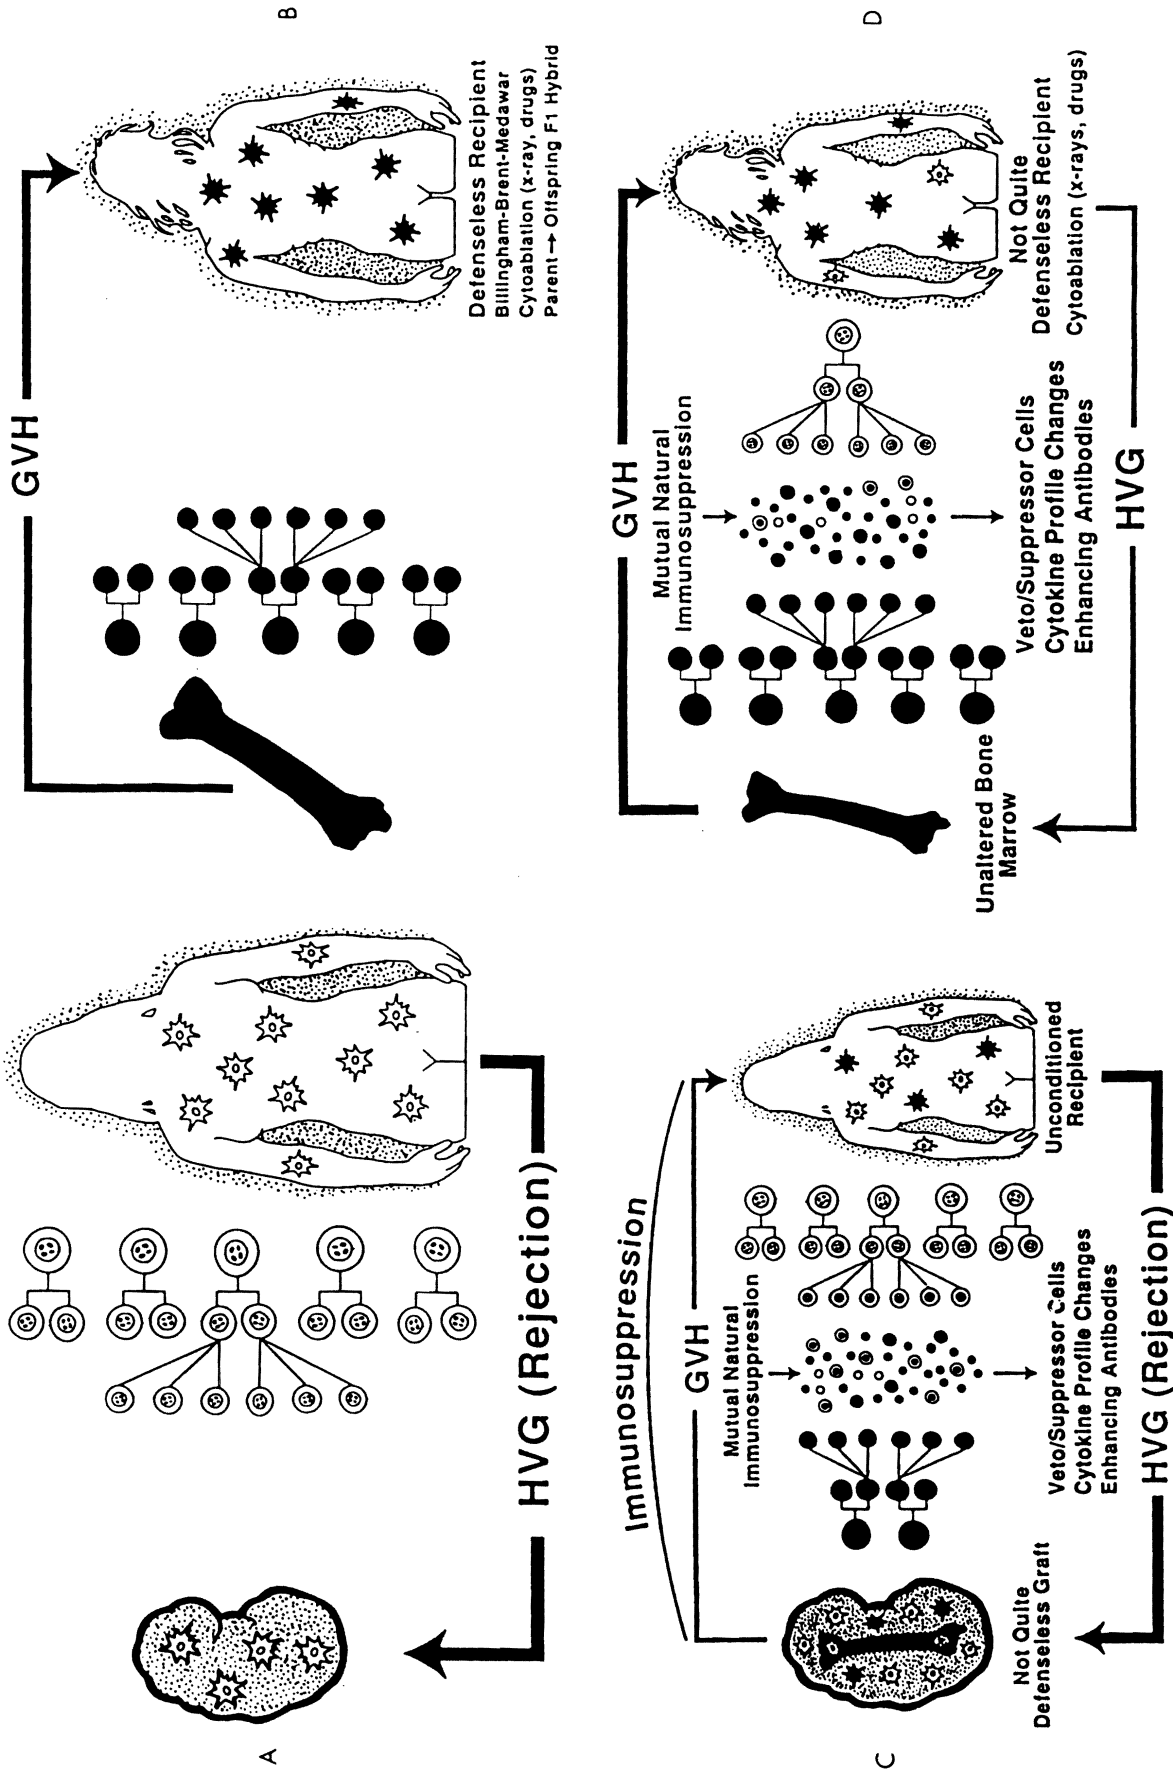 A
HVG (Rejection)
B
GVH
Defenseless Recipient
Billingham-Brent-Medawar
Cytoablation (x-ray, drugs)
Parent → Offspring F1 Hybrid
C
Immunosuppression
GVH
Mutual Natural
Immunosuppression
Not Quite
Defenseless Graft
Veto/Suppressor Cells
Cytokine Profile Changes
Enhancing Antibodies
Unconditioned
Recipient
HVG (Rejection)
D
GVH
Mutual Natural
Immunosuppression
Unaltered Bone
Marrow
Veto/Suppressor Cells
Cytokine Profile Changes
Enhancing Antibodies
Not Quite
Defenseless Recipient
Cytoablation (x-rays, drugs)
HVG